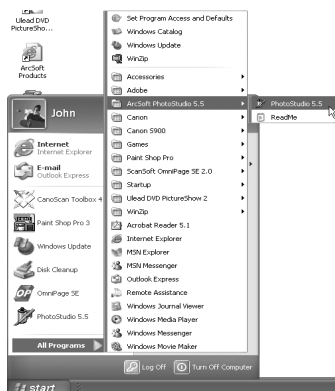 Ulead DVD
PictureSho...
ArcSoft
Products
John
Internet
Internet Explorer
E-mail
Outlook Express
CanoScan Toolbox 4
Paint Shop Pro 3
Windows Update
Disk Cleanup
OmniPage SE
PhotoStudio 5.5
All Programs
Set Program Access and Defaults
Windows Catalog
Windows Update
WinZip
Accessories
Adobe
ArcSoft PhotoStudio 5.5
Canon
Canon S900
Games
Paint Shop Pro
ScanSoft OmniPage SE 2.0
Startup
Ulead DVD PictureShow 2
WinZip
Acrobat Reader 5.1
Internet Explorer
MSN Explorer
MSN Messenger
Outlook Express
Remote Assistance
Windows Journal Viewer
Windows Media Player
Windows Messenger
Windows Movie Maker
PhotoStudio 5.5
ReadMe
Log Off
Turn Off Computer
start